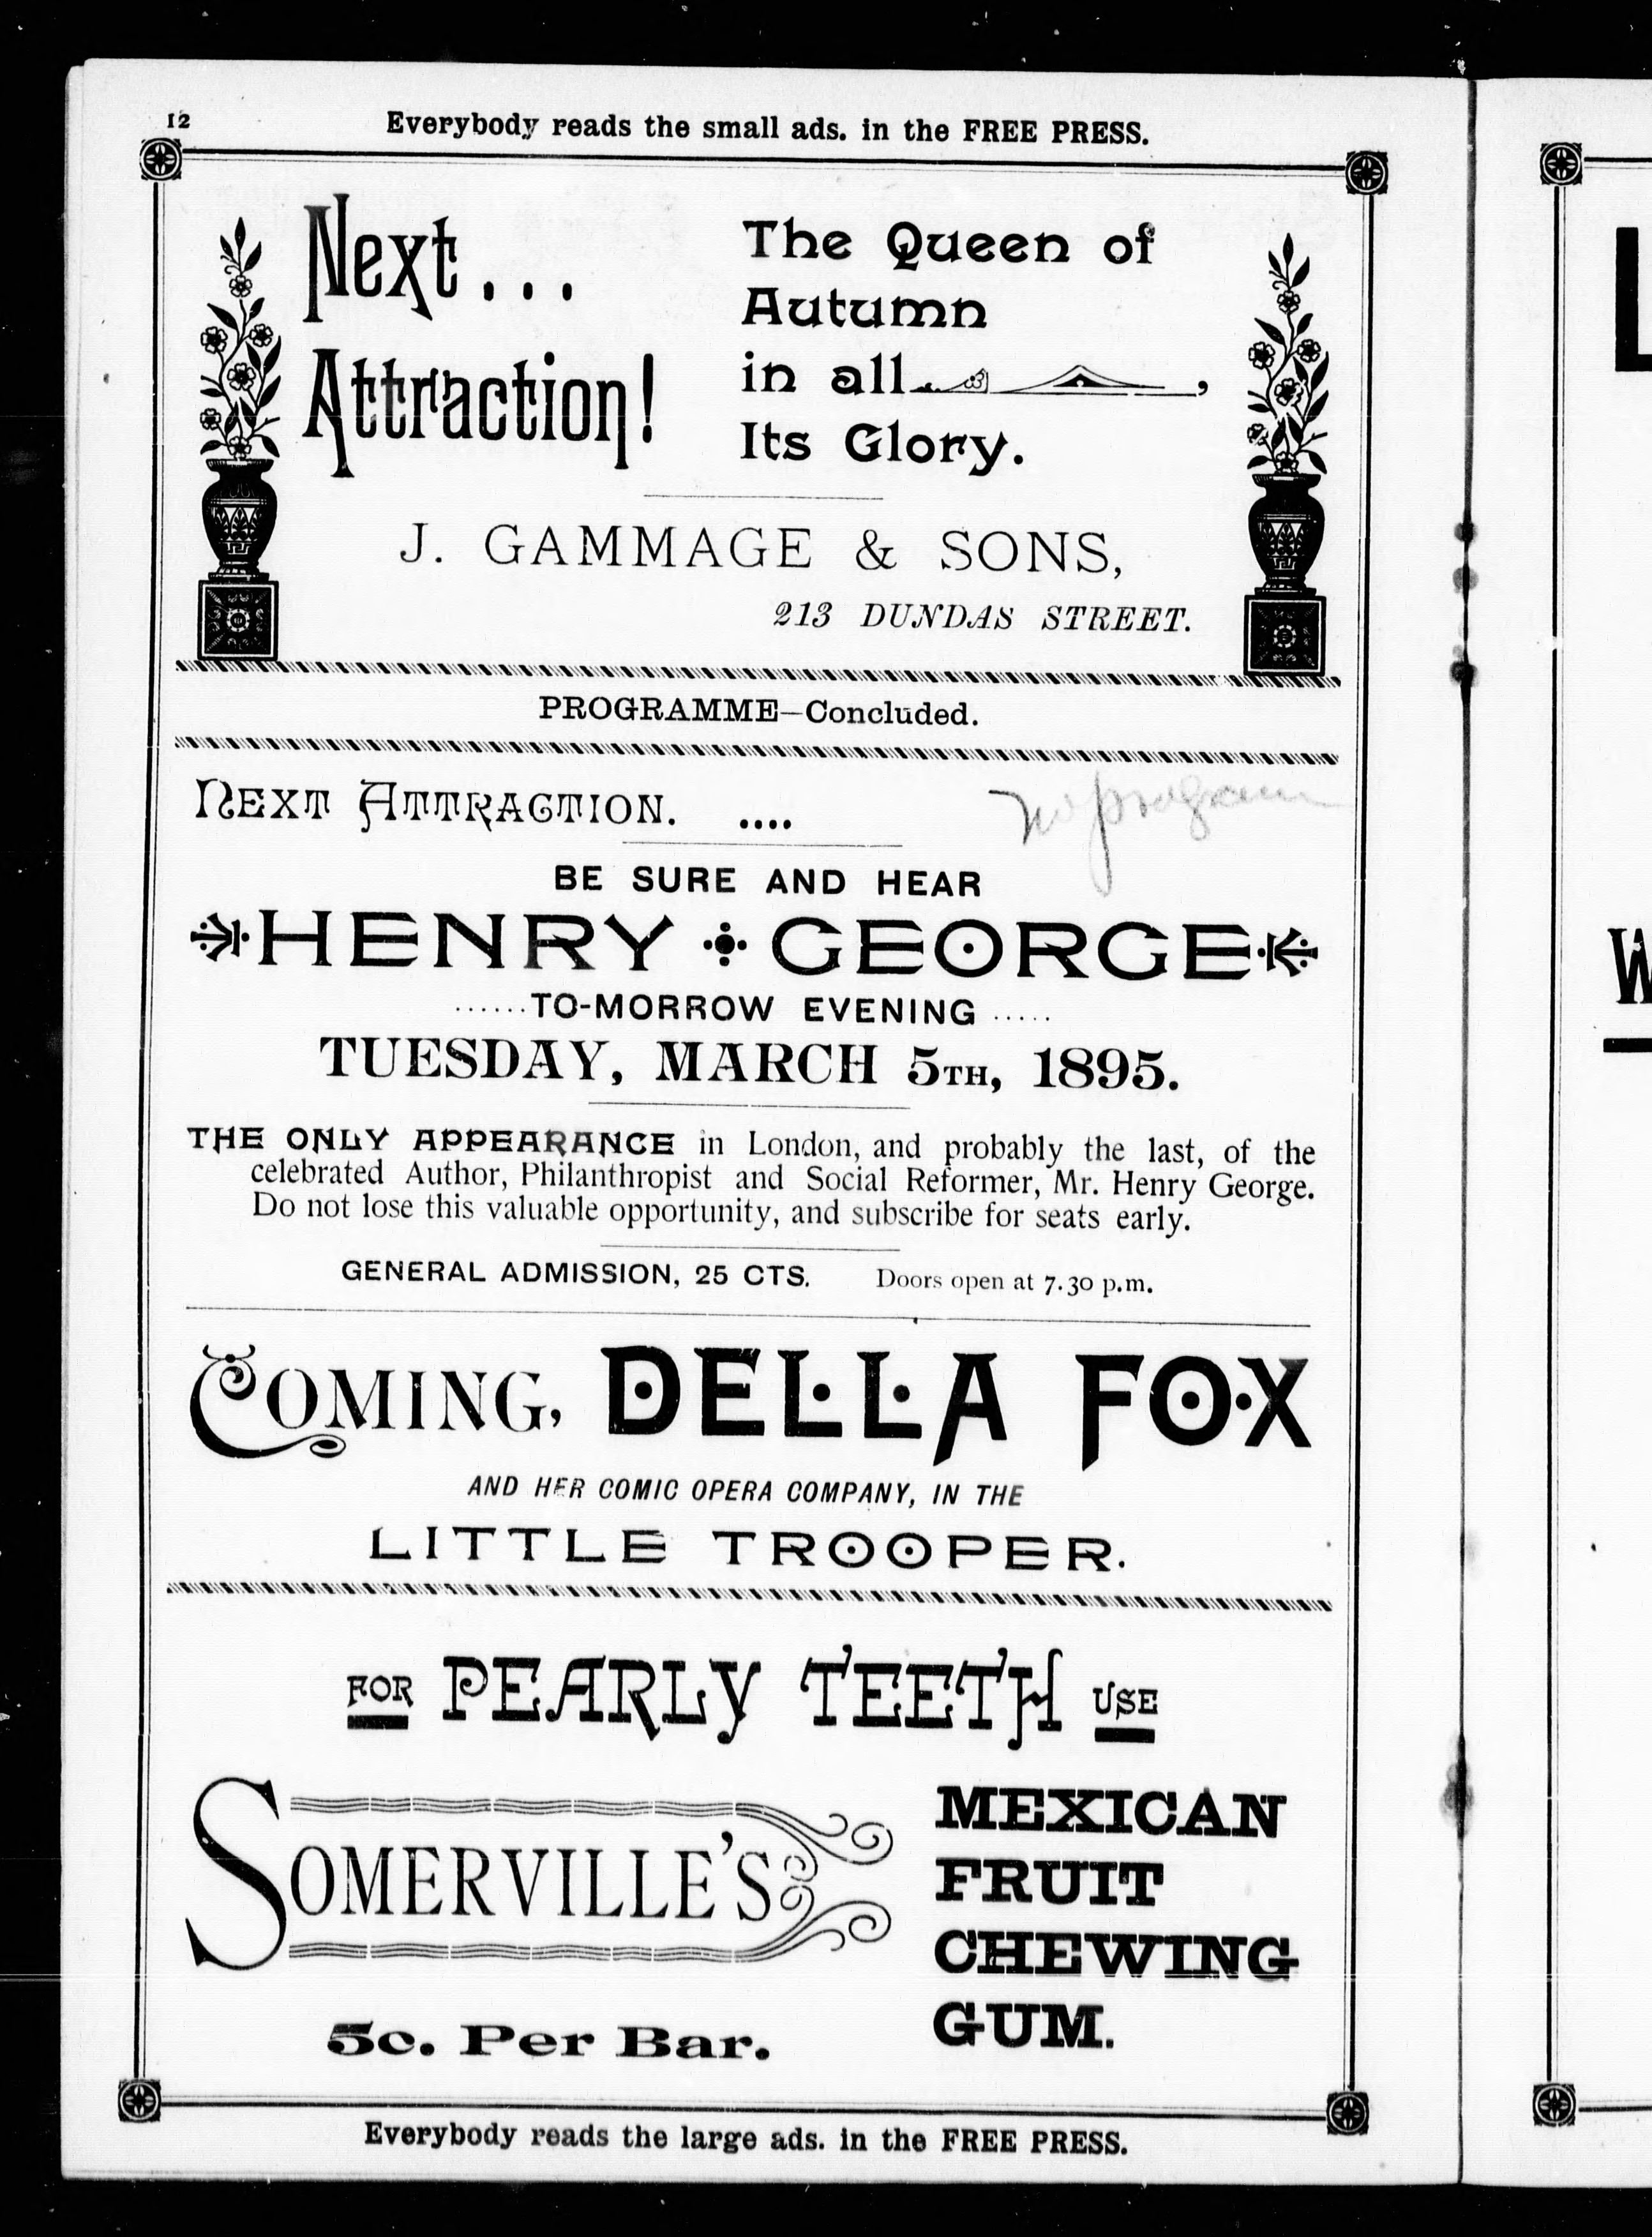 12
Everybody reads the small ads. in the FREE PRESS.
Next...
Attraction!
The Queen of
Autumn
in all
Its Glory.
J. GAMMAGE & SONS,
213 DUNDAS STREET.
PROGRAMME—Concluded.
NEXT ATTRACTION. ....
no program
BE SURE AND HEAR
HENRY GEORGE
......TO-MORROW EVENING.....
TUESDAY, MARCH 5TH, 1895.
THE ONLY APPEARANCE in London, and probably the last, of the
celebrated Author, Philanthropist and Social Reformer, Mr. Henry George.
Do not lose this valuable opportunity, and subscribe for seats early.
GENERAL ADMISSION, 25 CTS. Doors open at 7.30 p.m.
COMING, DELLA FOX
AND HER COMIC OPERA COMPANY, IN THE
LITTLE TROOPER.
FOR PEARLY TEETH USE
SOMERVILLE'S
MEXICAN
FRUIT
CHEWING
GUM.
5c. Per Bar.
Everybody reads the large ads. in the FREE PRESS.
L
W